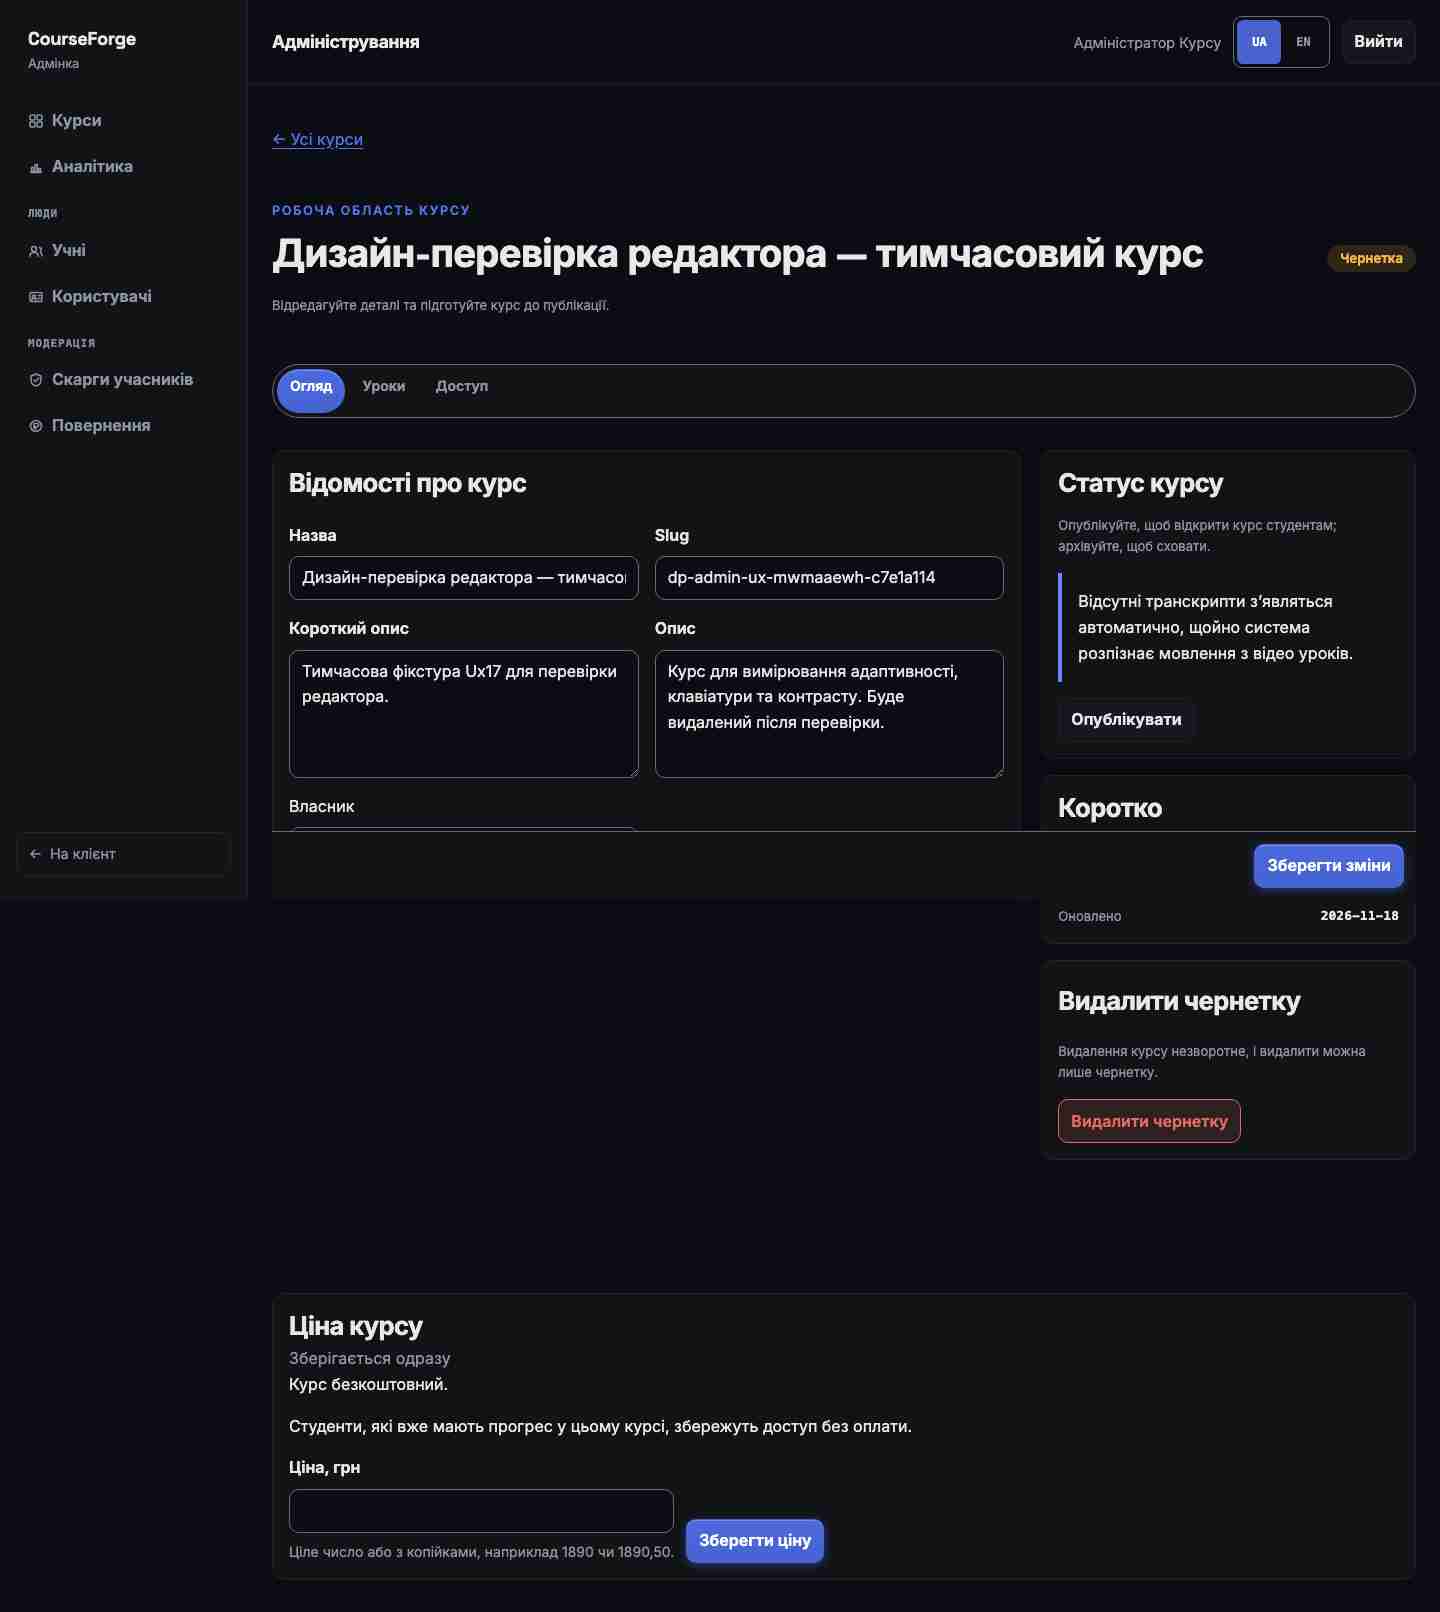 CourseForge
Адмінка
Курси
Аналітика
ЛЮДИ
Учні
Користувачі
МОДЕРАЦІЯ
Скарги учасників
Повернення
← На клієнт
Адміністрування
Адміністратор Курсу
UA
EN
Вийти
← Усі курси
РОБОЧА ОБЛАСТЬ КУРСУ
Дизайн-перевірка редактора — тимчасовий курс
Чернетка
Відредагуйте деталі та підготуйте курс до публікації.
Огляд
Уроки
Доступ
Відомості про курс
Назва
Дизайн-перевірка редактора — тимчасо
Slug
dp-admin-ux-mwmaaewh-c7e1a114
Короткий опис
Тимчасова фікстура Ux17 для перевірки
редактора.
Опис
Курс для вимірювання адаптивності,
клавіатури та контрасту. Буде
видалений після перевірки.
Власник
Статус курсу
Опублікуйте, щоб відкрити курс студентам;
архівуйте, щоб сховати.
Відсутні транскрипти з’являться
автоматично, щойно система
розпізнає мовлення з відео уроків.
Опублікувати
Коротко
Зберегти зміни
Оновлено
2026-11-18
Видалити чернетку
Видалення курсу незворотне, і видалити можна
лише чернетку.
Видалити чернетку
Ціна курсу
Зберігається одразу
Курс безкоштовний.
Студенти, які вже мають прогрес у цьому курсі, збережуть доступ без оплати.
Ціна, грн
Ціле число або з копійками, наприклад 1890 чи 1890,50.
Зберегти ціну